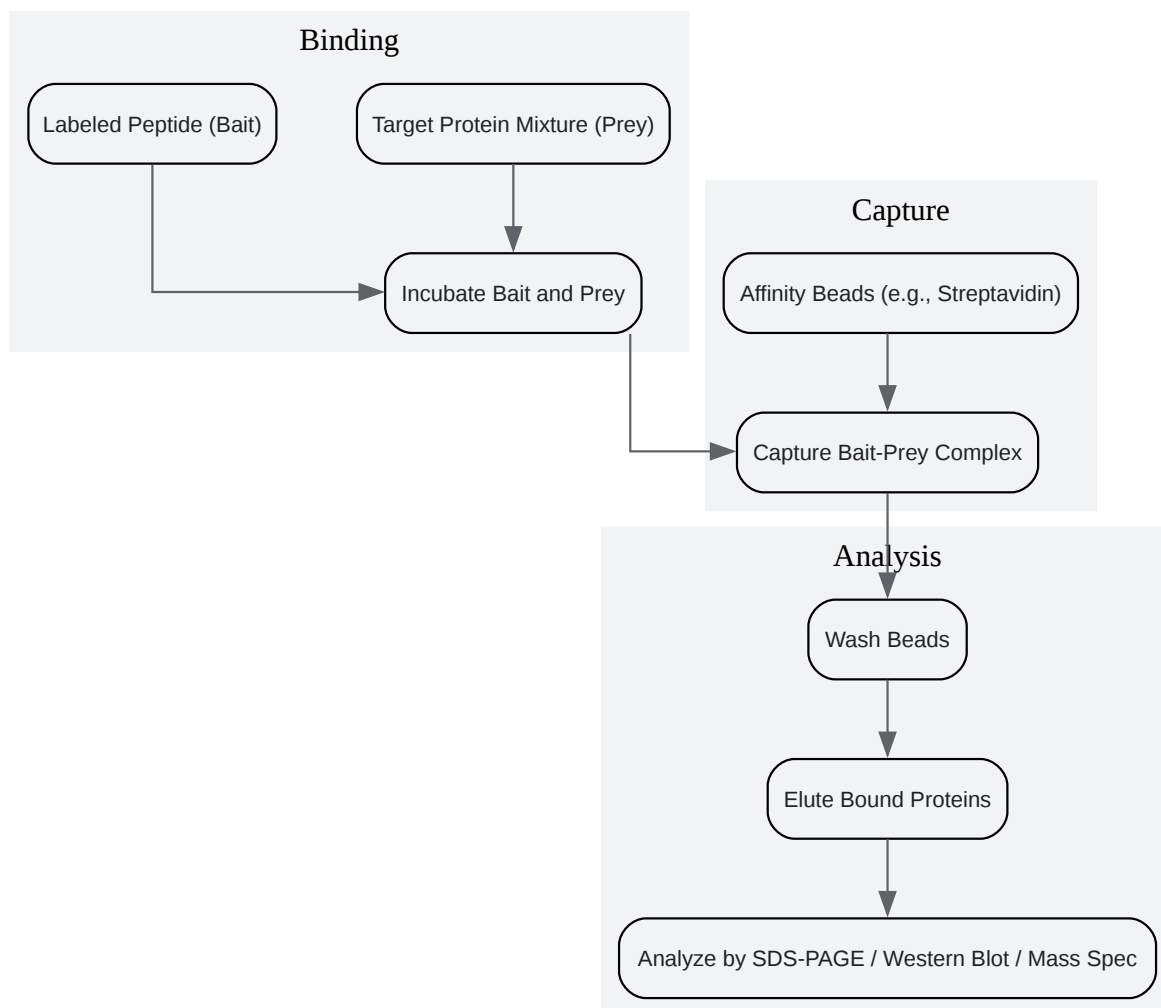 Binding
Labeled Peptide (Bait)
Target Protein Mixture (Prey)
Incubate Bait and Prey
Capture
Affinity Beads (e.g., Streptavidin)
Capture Bait-Prey Complex
Analysis
Wash Beads
Elute Bound Proteins
Analyze by SDS-PAGE / Western Blot / Mass Spec